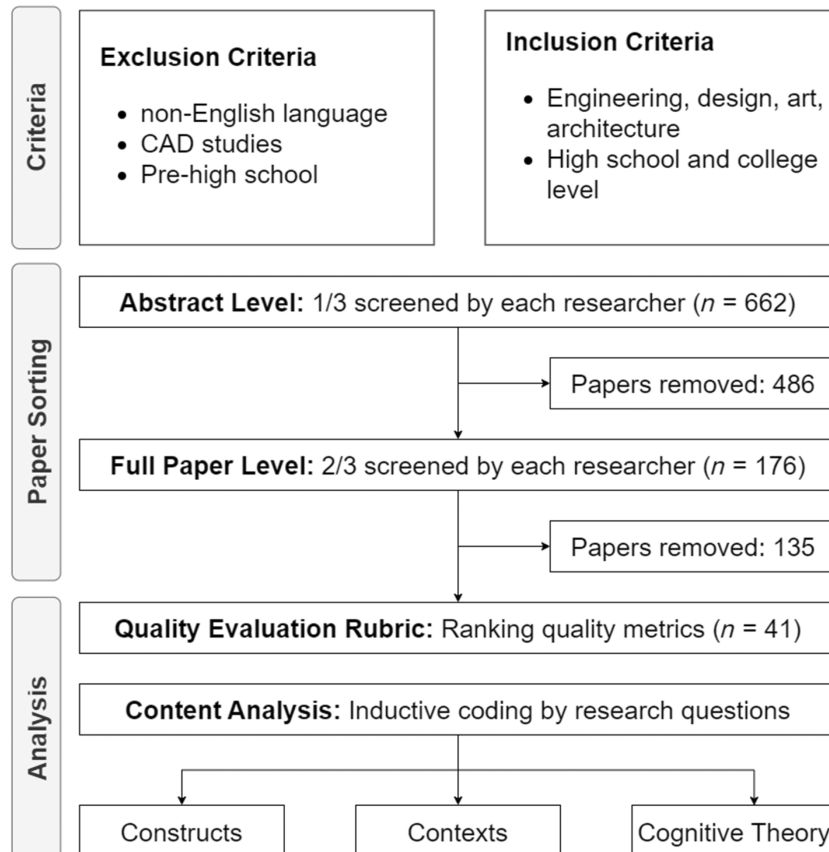 Criteria
Exclusion Criteria
• non-English language
• CAD studies
• Pre-high school
Inclusion Criteria
• Engineering, design, art,
architecture
• High school and college
level
Paper Sorting
Abstract Level: 1/3 screened by each researcher (n = 662)
Papers removed: 486
Full Paper Level: 2/3 screened by each researcher (n = 176)
Papers removed: 135
Analysis
Quality Evaluation Rubric: Ranking quality metrics (n = 41)
Content Analysis: Inductive coding by research questions
Constructs
Contexts
Cognitive Theory